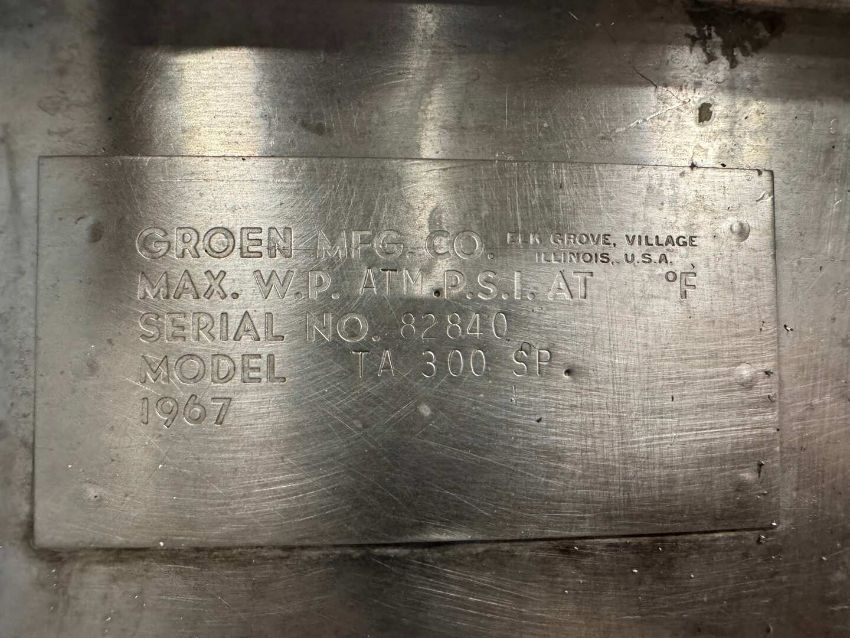 GROEN MFG. CO. ELK GROVE, VILLAGE
ILLINOIS, U.S.A.
MAX. W.P. ATM P.S.I. AT °F
SERIAL NO. 82840
MODEL TA 300 SP
1967